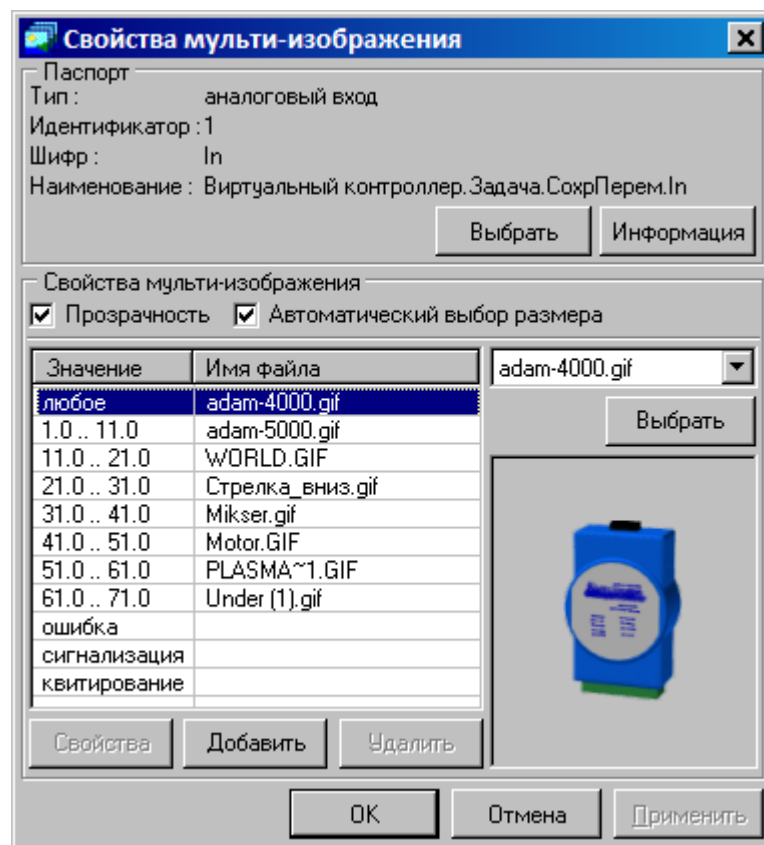 Свойства мульти-изображения
Паспорт
Тип : аналоговый вход
Идентификатор : 1
Шифр : In
Наименование : Виртуальный контроллер.Задача.СохрПерем.In
Выбрать Информация
Свойства мульти-изображения
Прозрачность Автоматический выбор размера
Значение Имя файла adam-4000.gif
любое adam-4000.gif
Выбрать
1.0 .. 11.0 adam-5000.gif
11.0 .. 21.0 WORLD.GIF
21.0 .. 31.0 Стрелка_вниз.gif
31.0 .. 41.0 Mikser.gif
41.0 .. 51.0 Motor.GIF
51.0 .. 61.0 PLASMA~1.GIF
61.0 .. 71.0 Under (1).gif
ошибка
сигнализация
квитирование
Свойства Добавить Удалить
OK Отмена Применить